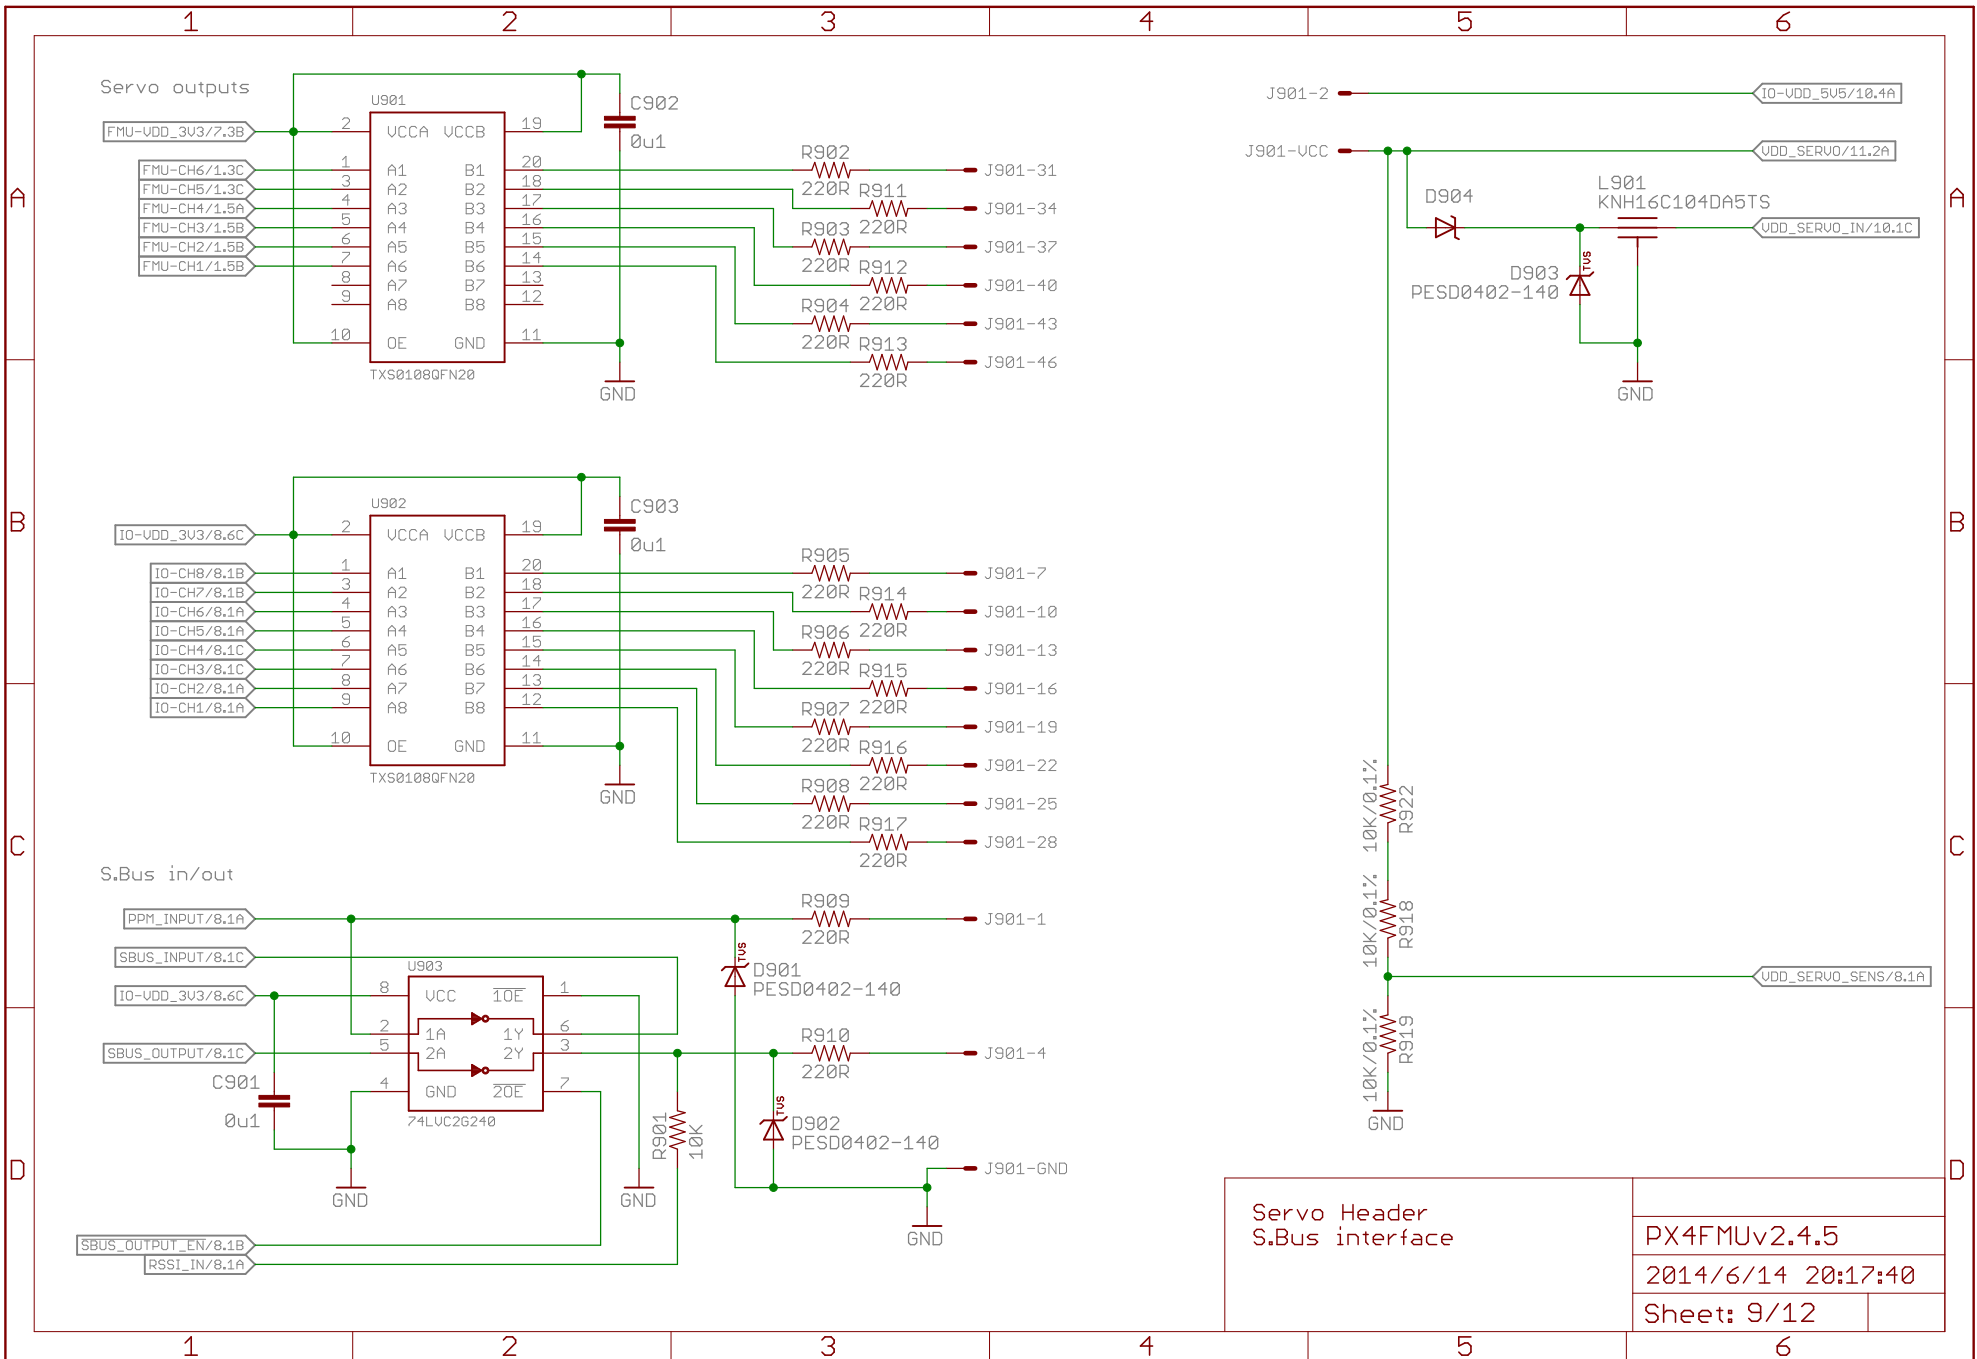 1 2 3 4 5 6
A
B
C
D
A
B
C
D
Servo outputs
FMU-VDD_3V3/7.3B
FMU-CH6/1.3C
FMU-CH5/1.3C
FMU-CH4/1.5A
FMU-CH3/1.5B
FMU-CH2/1.5B
FMU-CH1/1.5B
U901
2 VCCA VCCB 19
1 A1 B1 20
3 A2 B2 18
4 A3 B3 17
5 A4 B4 16
6 A5 B5 15
7 A6 B6 14
8 A7 B7 13
9 A8 B8 12
10 OE GND 11
TXS0108QFN20
C902
0u1
GND
R902
220R
J901-31
R911
220R
J901-34
R903
220R
J901-37
R912
220R
J901-40
R904
220R
J901-43
R913
220R
J901-46
J901-2
IO-VDD_5V5/10.4A
J901-VCC
VDD_SERVO/11.2A
D904
L901
KNH16C104DA5TS
VDD_SERVO_IN/10.1C
TVS
D903
PESD0402-140
GND
IO-VDD_3V3/8.6C
IO-CH8/8.1B
IO-CH7/8.1B
IO-CH6/8.1A
IO-CH5/8.1A
IO-CH4/8.1C
IO-CH3/8.1C
IO-CH2/8.1A
IO-CH1/8.1A
U902
2 VCCA VCCB 19
1 A1 B1 20
3 A2 B2 18
4 A3 B3 17
5 A4 B4 16
6 A5 B5 15
7 A6 B6 14
8 A7 B7 13
9 A8 B8 12
10 OE GND 11
TXS0108QFN20
C903
0u1
GND
R905
220R
J901-7
R914
220R
J901-10
R906
220R
J901-13
R915
220R
J901-16
R907
220R
J901-19
R916
220R
J901-22
R908
220R
J901-25
R917
220R
J901-28
10K/0.1%
R922
10K/0.1%
R918
VDD_SERVO_SENS/8.1A
10K/0.1%
R919
GND
S.Bus in/out
PPM_INPUT/8.1A
SBUS_INPUT/8.1C
IO-VDD_3V3/8.6C
SBUS_OUTPUT/8.1C
C901
0u1
U903
8 VCC 1OE 1
2 1A 1Y 6
5 2A 2Y 3
4 GND 2OE 7
74LVC2G240
GND
GND
R909
220R
J901-1
TVS
D901
PESD0402-140
R910
220R
J901-4
R901
10K
TVS
D902
PESD0402-140
J901-GND
GND
SBUS_OUTPUT_EN/8.1B
RSSI_IN/8.1A
Servo Header
S.Bus interface
PX4FMUv2.4.5
2014/6/14 20:17:40
Sheet: 9/12
1 2 3 4 5 6